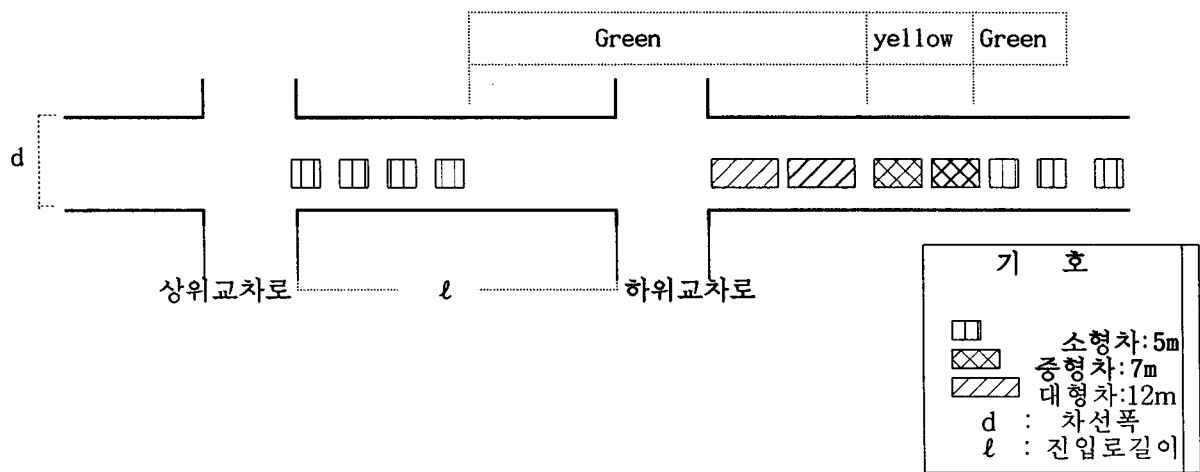 Green yellow Green
d
상위교차로 ℓ 하위교차로
기 호
소형차:5m
중형차:7m
대형차:12m
d : 차선폭
ℓ : 진입로길이